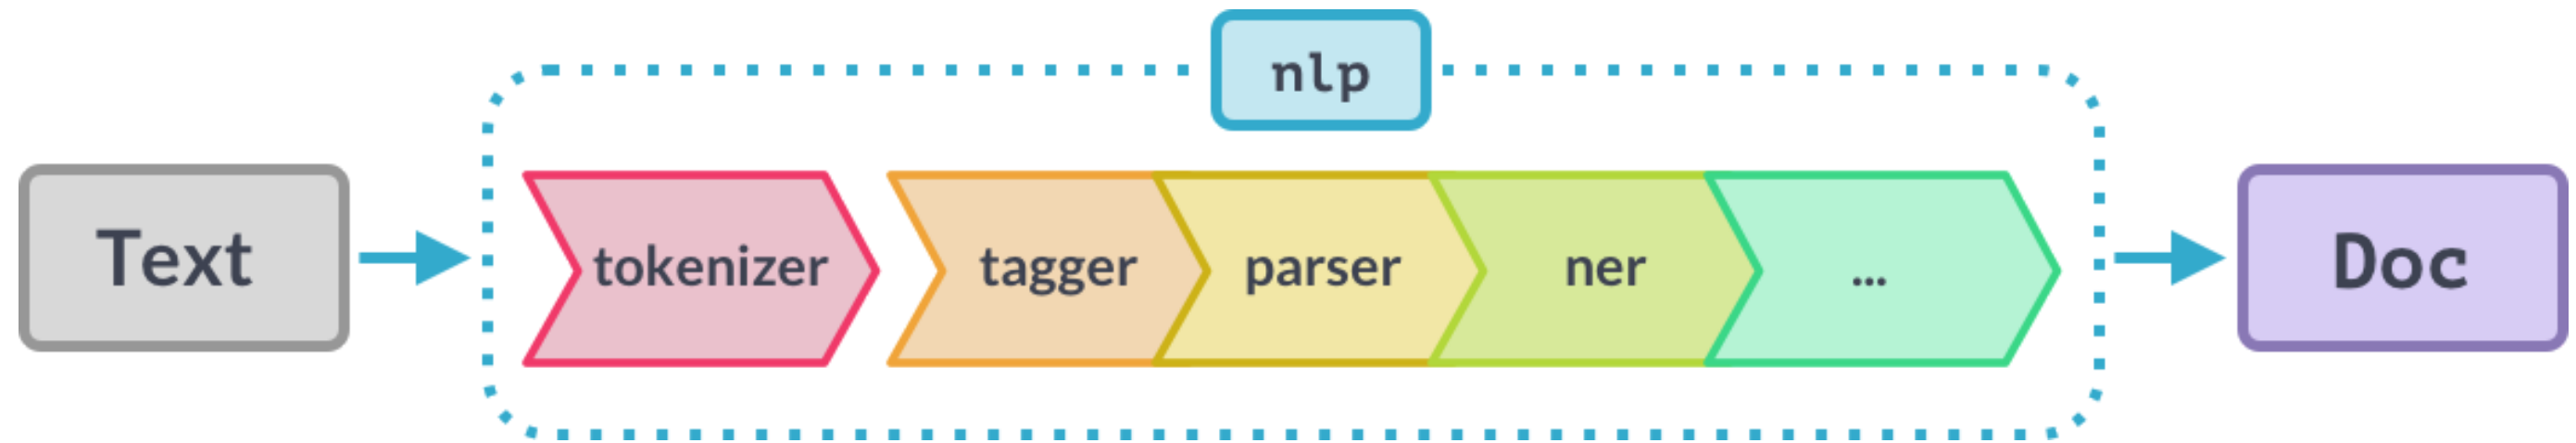 nlp
Text
tokenizer
tagger
parser
ner
...
Doc